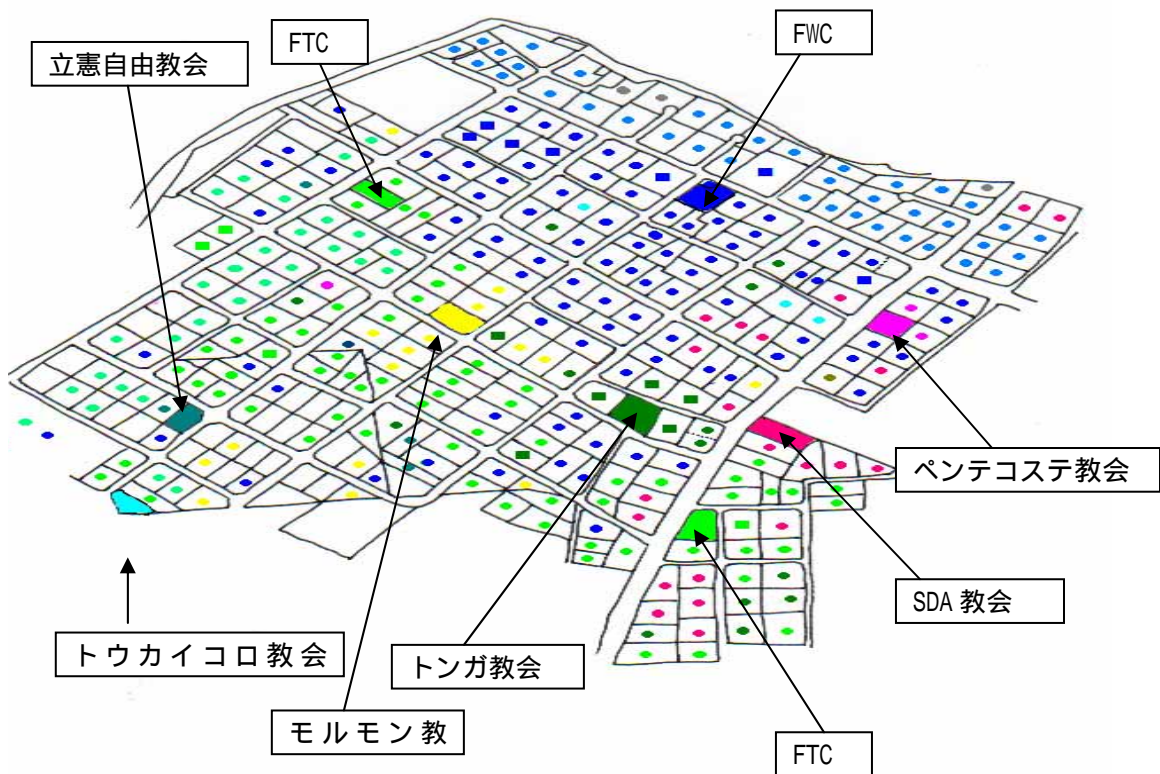 FTC
FWC
立憲自由教会
ペンテコステ教会
SDA 教会
トウカイコロ教会
トンガ教会
モルモン教
FTC